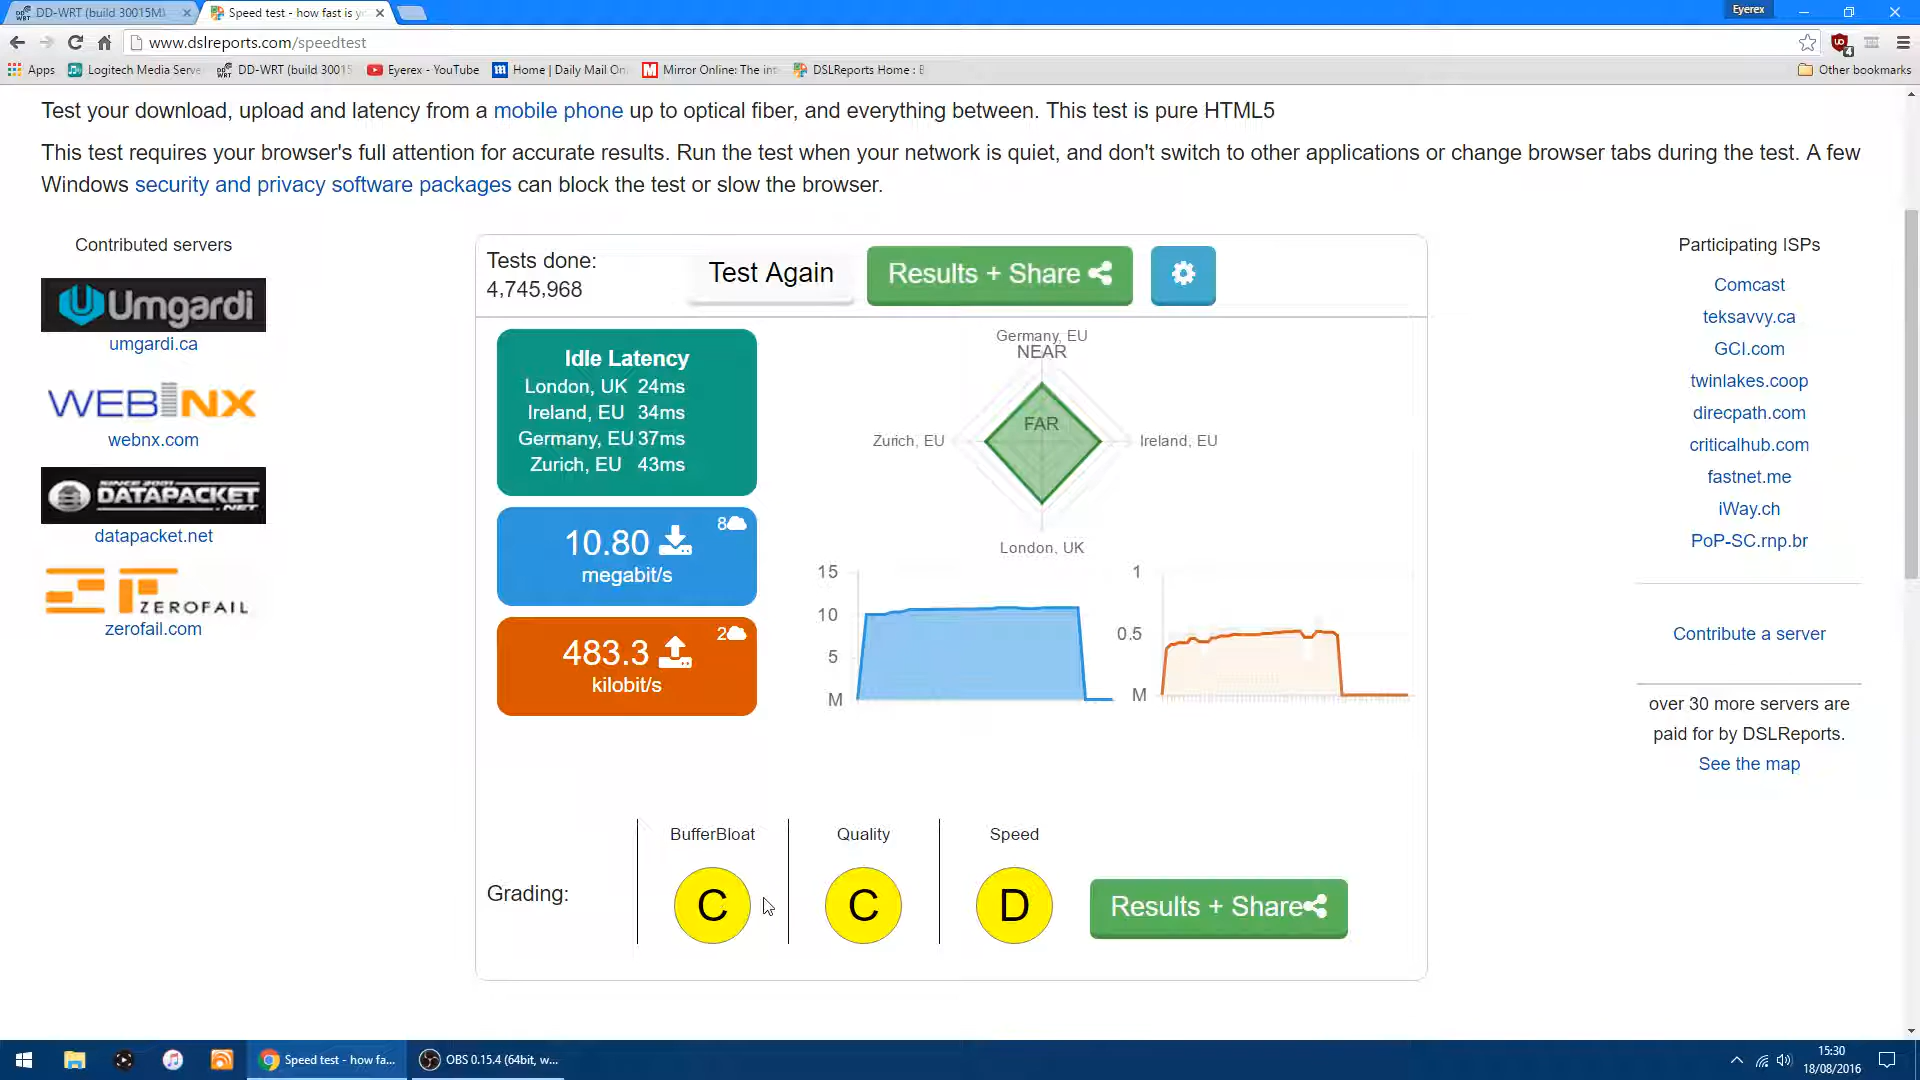 DD-WRT (build 30015M)
Speed test - how fast is y
Eyerex
www.dslreports.com/speedtest
4
Apps
Logitech Media Serve
DD-WRT (build 30015
Eyerex - YouTube
Home | Daily Mail On
Mirror Online: The int
DSLReports Home : B
Other bookmarks
Test your download, upload and latency from a mobile phone up to optical fiber, and everything between. This test is pure HTML5
This test requires your browser's full attention for accurate results. Run the test when your network is quiet, and don't switch to other applications or change browser tabs during the test. A few
Windows security and privacy software packages can block the test or slow the browser.
Contributed servers
Umgardi
umgardi.ca
WEBNX
webnx.com
SINCE 2001
DATAPACKET.NET
datapacket.net
ZEROFAIL
zerofail.com
Tests done:
4,745,968
Test Again
Results + Share
Idle Latency
London, UK 24ms
Ireland, EU 34ms
Germany, EU 37ms
Zurich, EU 43ms
8
10.80
megabit/s
2
483.3
kilobit/s
Germany, EU
NEAR
FAR
Zurich, EU
Ireland, EU
London, UK
15
10
5
M
1
0.5
M
Grading:
BufferBloat
C
Quality
C
Speed
D
Results + Share
Participating ISPs
Comcast
teksavvy.ca
GCI.com
twinlakes.coop
direcpath.com
criticalhub.com
fastnet.me
iWay.ch
PoP-SC.rnp.br
Contribute a server
over 30 more servers are
paid for by DSLReports.
See the map
Speed test - how fa...
OBS 0.15.4 (64bit, w...
15:30
18/08/2016